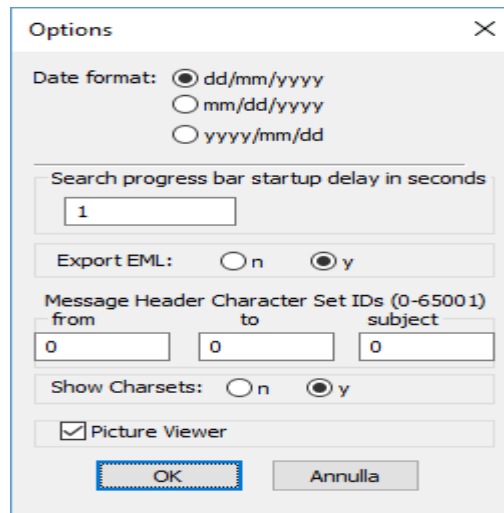 Options
Date format: dd/mm/yyyy
mm/dd/yyyy
yyyy/mm/dd
Search progress bar startup delay in seconds
1
Export EML: n y
Message Header Character Set IDs (0-65001)
from to subject
0 0 0
Show Charsets: n y
Picture Viewer
OK Annulla